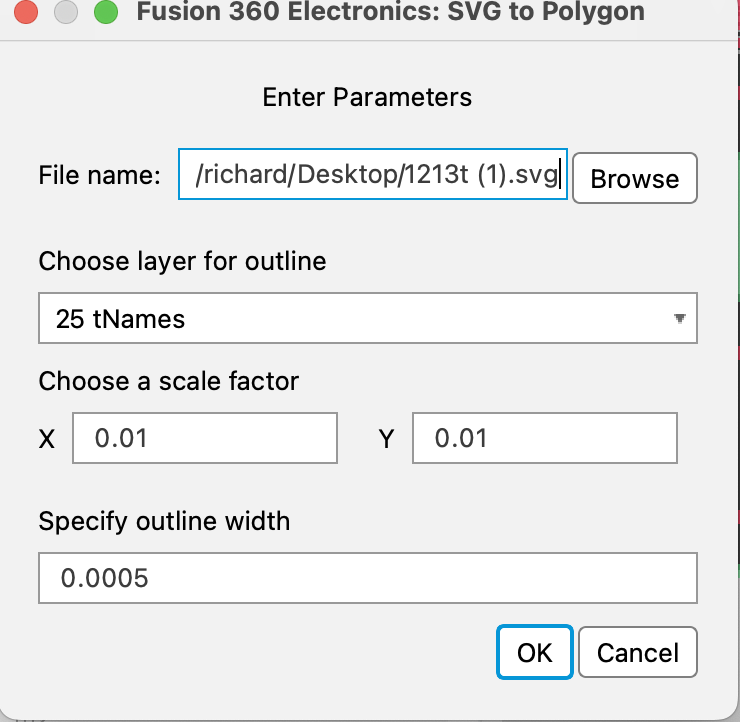 Fusion 360 Electronics: SVG to Polygon
Enter Parameters
File name: /richard/Desktop/1213t (1).svg Browse
Choose layer for outline
25 tNames
Choose a scale factor
X 0.01 Y 0.01
Specify outline width
0.0005
OK Cancel